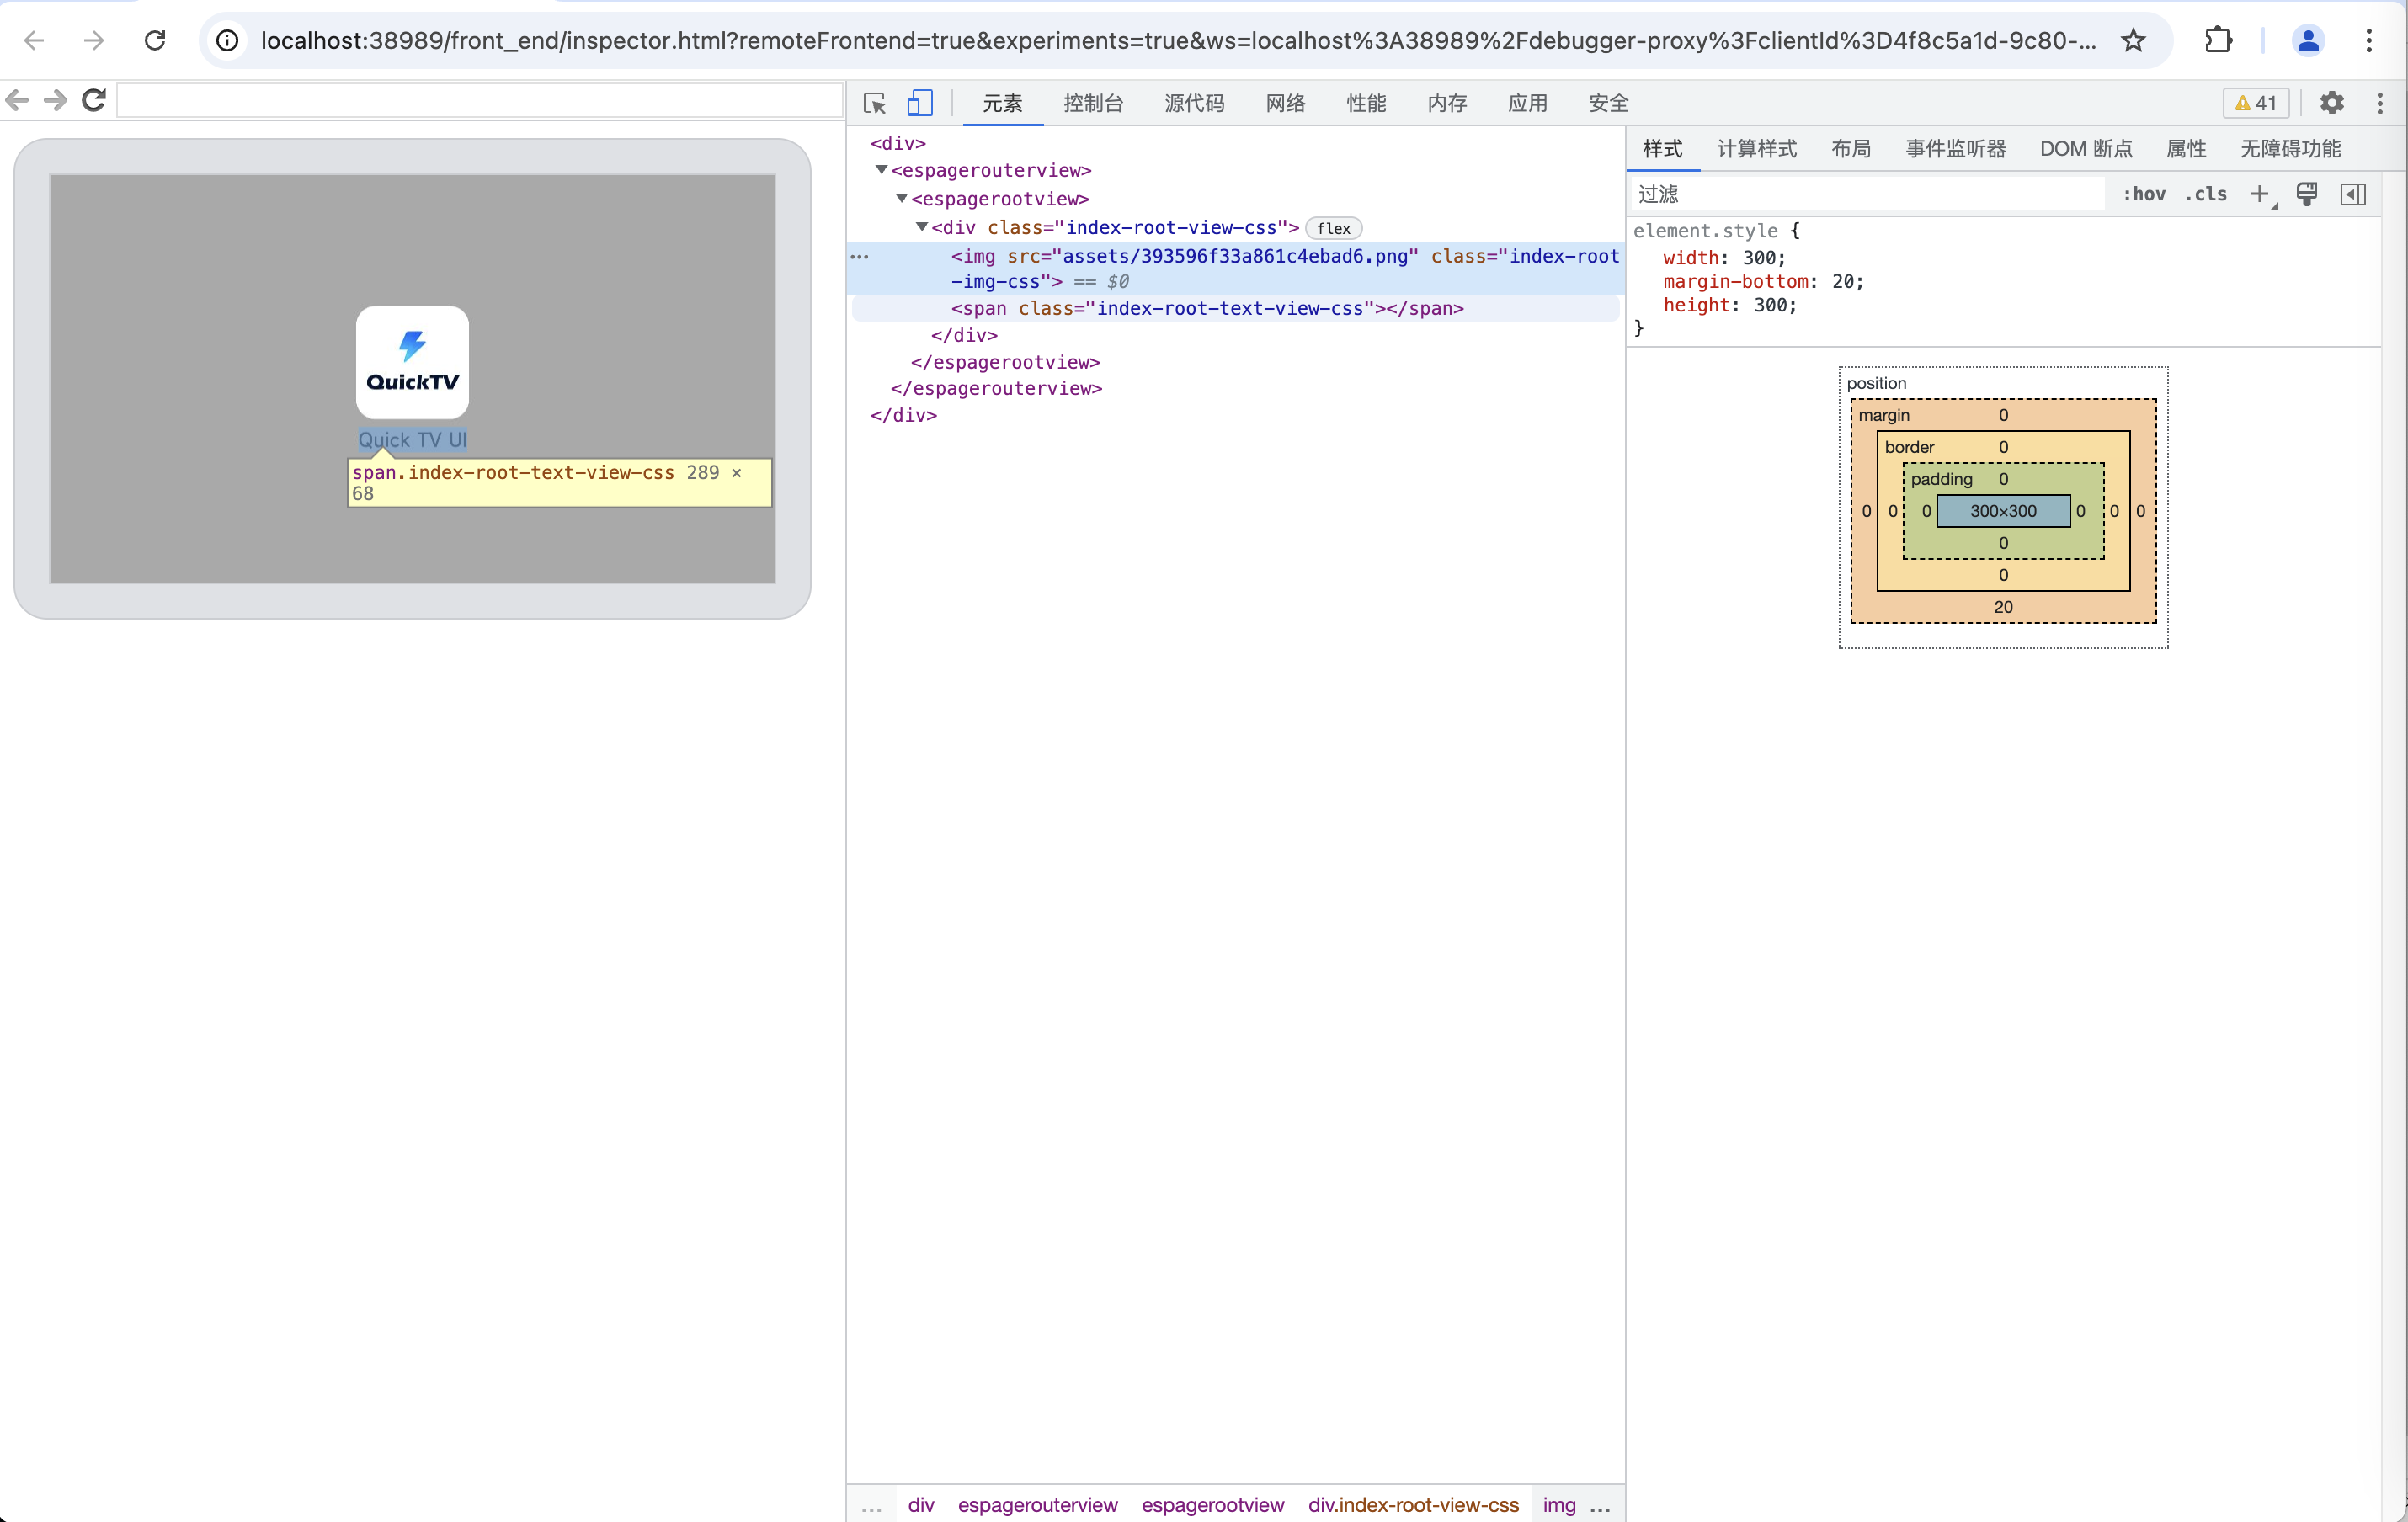 localhost:38989/front_end/inspector.html?remoteFrontend=true&experiments=true&ws=localhost%3A38989%2Fdebugger-proxy%3FclientId%3D4f8c5a1d-9c80-...
元素 控制台 源代码 网络 性能 内存 应用 安全 41
QuickTV
Quick TV UI
span.index-root-text-view-css 289 ×
68
<div>
<espagerouterview>
<espagerootview>
<div class="index-root-view-css"> flex
... <img src="assets/393596f33a861c4ebad6.png" class="index-root
-img-css"> == $0
<span class="index-root-text-view-css"></span>
</div>
</espagerootview>
</espagerouterview>
</div>
... div espagerouterview espagerootview div.index-root-view-css img ...
样式 计算样式 布局 事件监听器 DOM 断点 属性 无障碍功能
过滤 :hov .cls
element.style {
width: 300;
margin-bottom: 20;
height: 300;
}
position
margin 0
border 0
padding 0
0 0 0 300×300 0 0 0
0
0
20